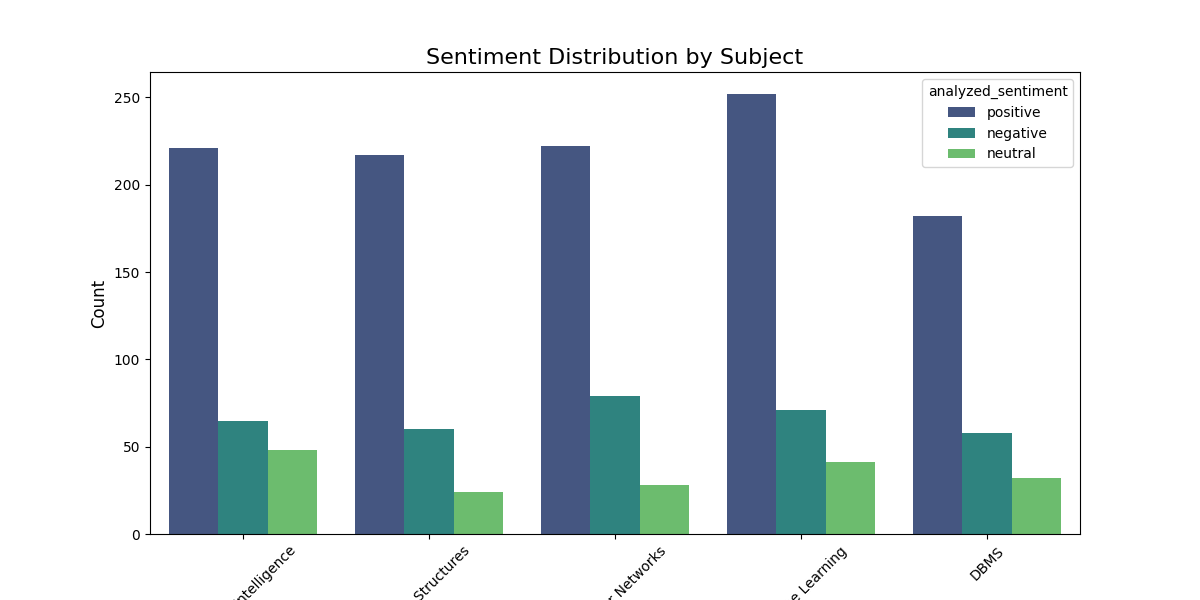 Sentiment Distribution by Subject
analyzed_sentiment
positive
negative
neutral
Count
250
200
150
100
50
0
Structures
Networks
Learning
DBMS